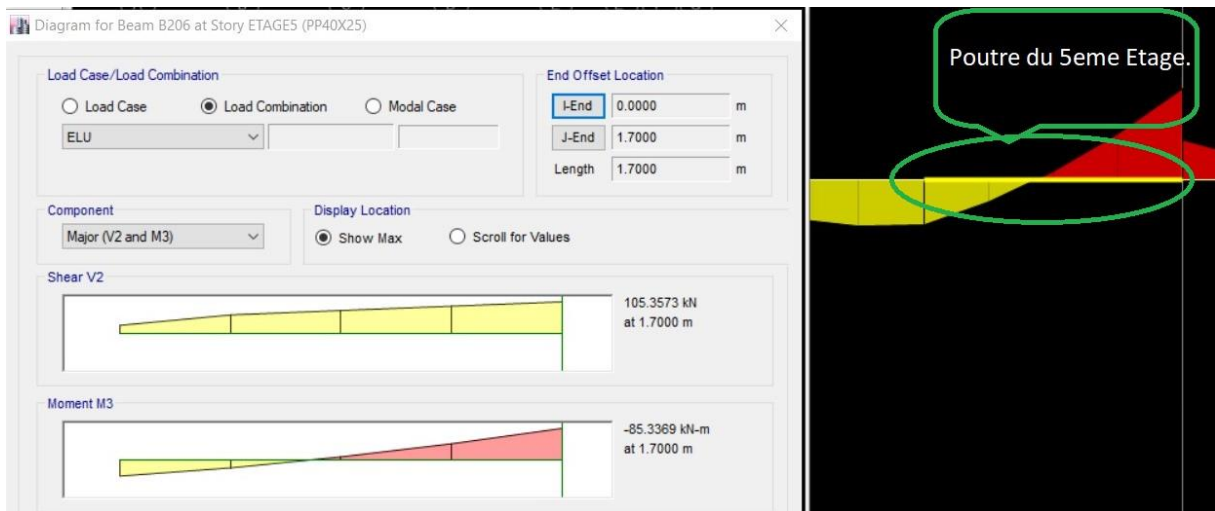 Diagram for Beam B206 at Story ETAGE5 (PP40X25)
Load Case/Load Combination
Load Case Load Combination Modal Case
ELU
End Offset Location
I-End 0.0000 m
J-End 1.7000 m
Length 1.7000 m
Component
Major (V2 and M3)
Display Location
Show Max Scroll for Values
Shear V2
105.3573 kN
at 1.7000 m
Moment M3
-85.3369 kN-m
at 1.7000 m
Poutre du 5eme Etage.